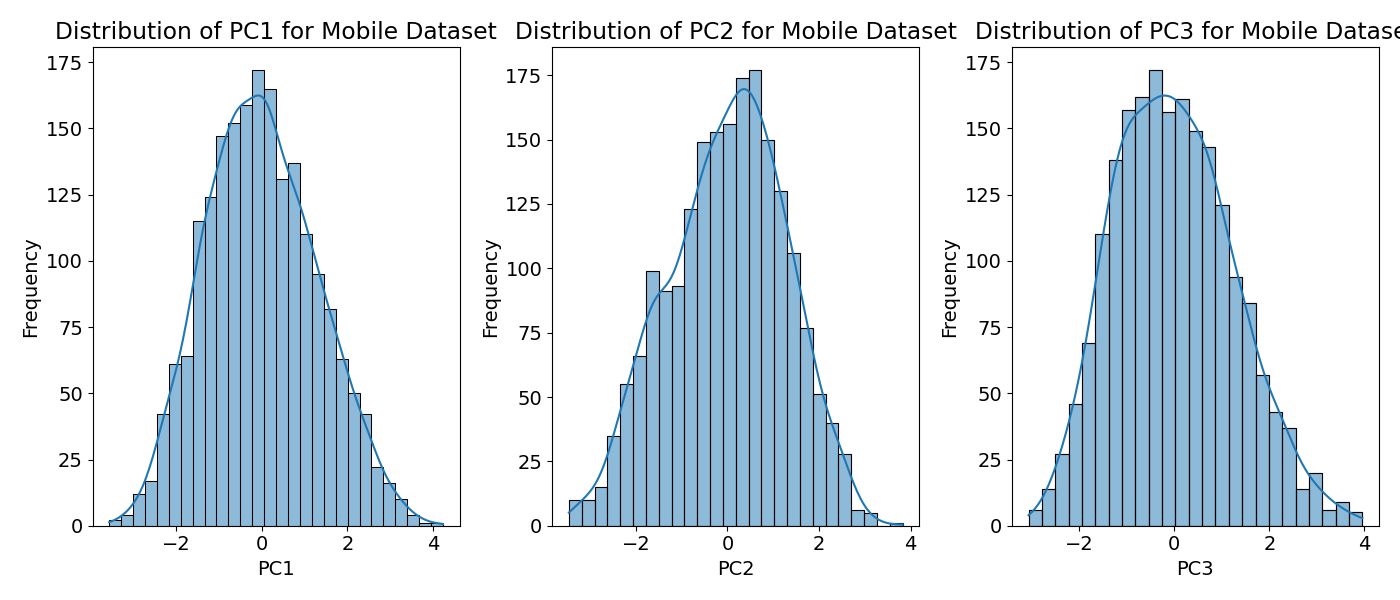 Distribution of PC1 for Mobile Dataset
Distribution of PC2 for Mobile Dataset
Distribution of PC3 for Mobile Datase
175
150
125
100
75
50
25
0
Frequency
−2 0 2 4
PC1
175
150
125
100
75
50
25
0
Frequency
−2 0 2 4
PC2
175
150
125
100
75
50
25
0
Frequency
−2 0 2 4
PC3